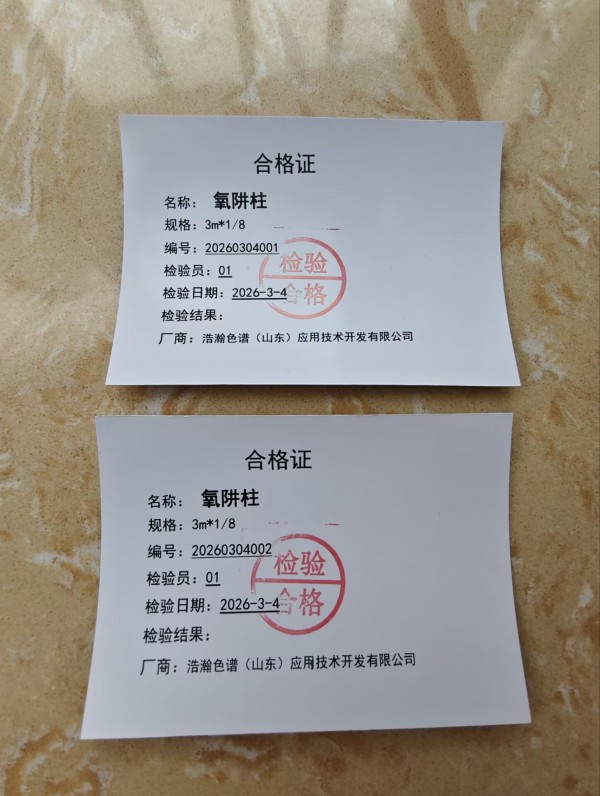 合格证
名称： 氧阱柱
规格：3m*1/8
编号：20260304001
检验员：01
检验日期：2026-3-4
检验结果：
厂商：浩瀚色谱（山东）应用技术开发有限公司
检验
合格
合格证
名称： 氧阱柱
规格：3m*1/8
编号：20260304002
检验员：01
检验日期：2026-3-4
检验结果：
厂商：浩瀚色谱（山东）应用技术开发有限公司
检验
合格